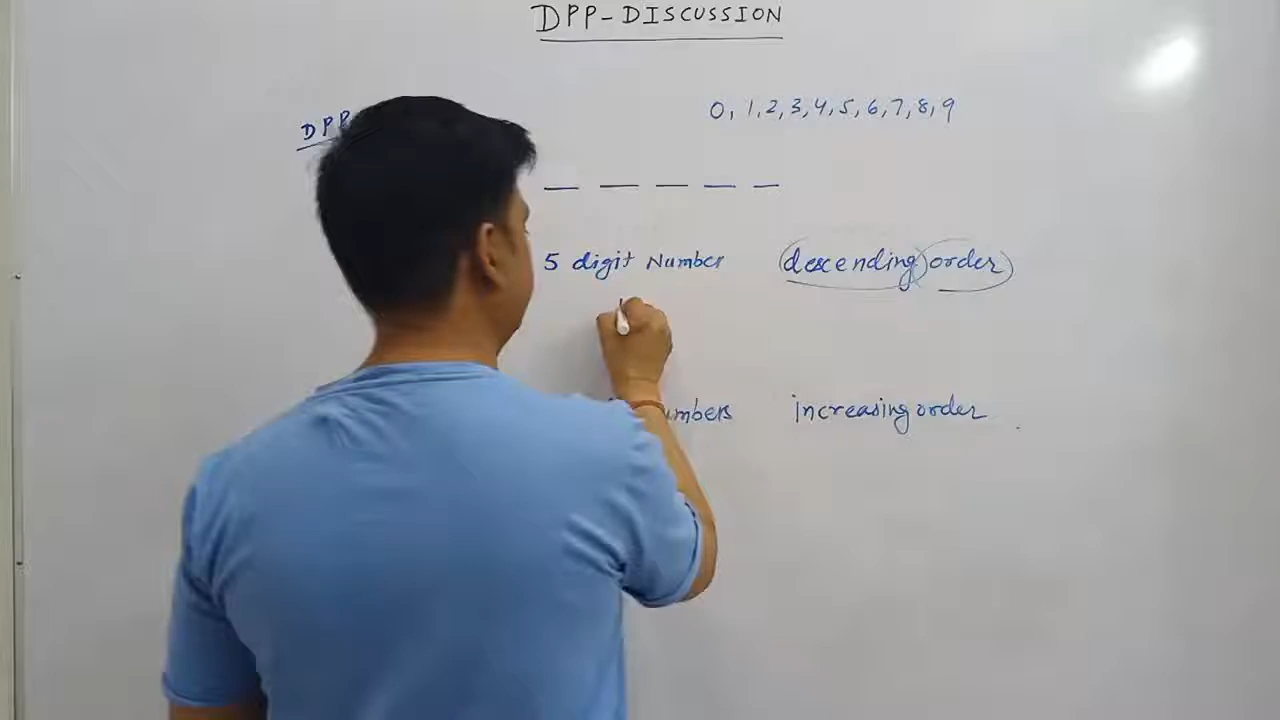 DPP-DISCUSSION
DPP
0, 1, 2, 3, 4, 5, 6, 7, 8, 9
5 digit Number (descending) order)
increasing order